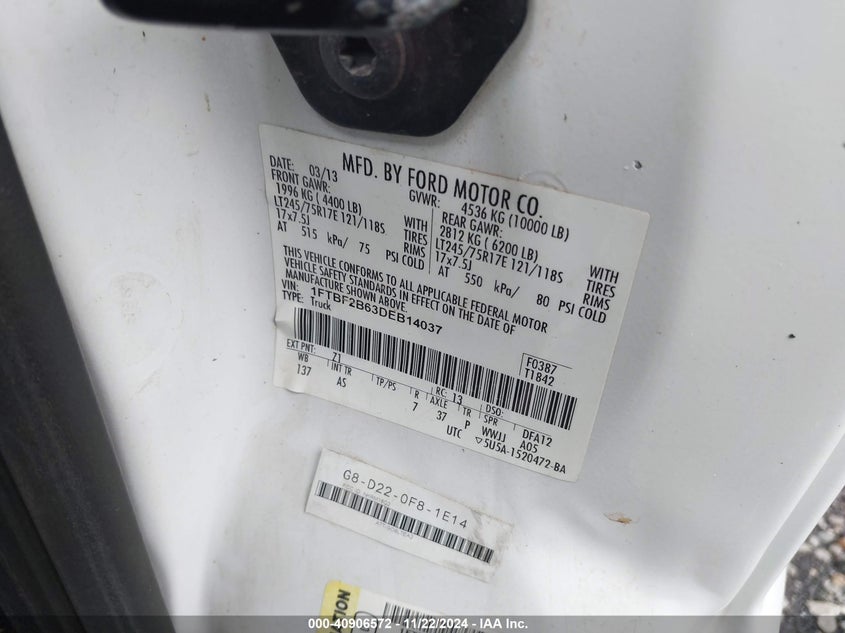 MFD. BY FORD MOTOR CO.
DATE: 03/13 GVWR: 4536 KG (10000 LB)
FRONT GAWR: REAR GAWR:
1996 KG ( 4400 LB) WITH 2812 KG ( 6200 LB) WITH
LT245/75R17E 121/118S TIRES LT245/75R17E 121/118S TIRES
17x7.5J RIMS 17x7.5J RIMS
AT 515 kPa/ 75 PSI COLD AT 550 kPa/ 80 PSI COLD
THIS VEHICLE CONFORMS TO ALL APPLICABLE FEDERAL MOTOR
VEHICLE SAFETY STANDARDS IN EFFECT ON THE DATE OF
MANUFACTURE SHOWN ABOVE.
VIN: 1FTBF2B63DEB14037
TYPE: Truck
F0387
T1842
EXT PNT: Z1 RC: 13 DSO:
WB INT TR TP/PS R AXLE TR SPR DFA12
137 AS 7 37 P WWJJ A05
UTC ▽5U5A-1520472-BA
G8-D22-0F8-1E14
000-40906572 - 11/22/2024 - IAA Inc.